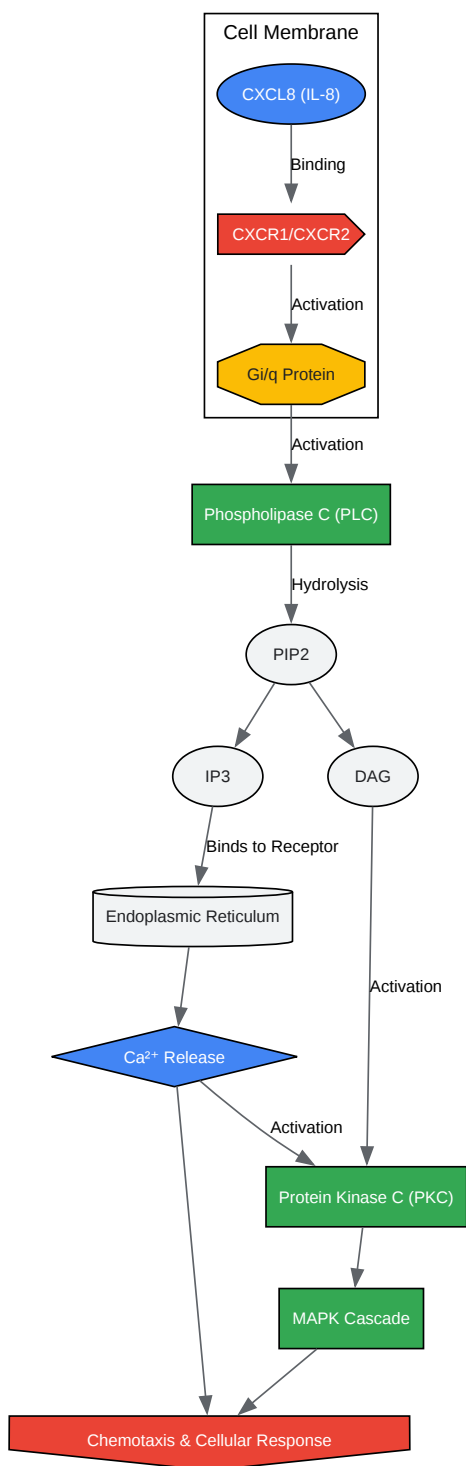 Cell Membrane
CXCL8 (IL-8)
Binding
CXCR1/CXCR2
Activation
Gi/q Protein
Activation
Phospholipase C (PLC)
Hydrolysis
PIP2
IP3
DAG
Binds to Receptor
Endoplasmic Reticulum
Activation
Ca²⁺ Release
Activation
Protein Kinase C (PKC)
MAPK Cascade
Chemotaxis & Cellular Response